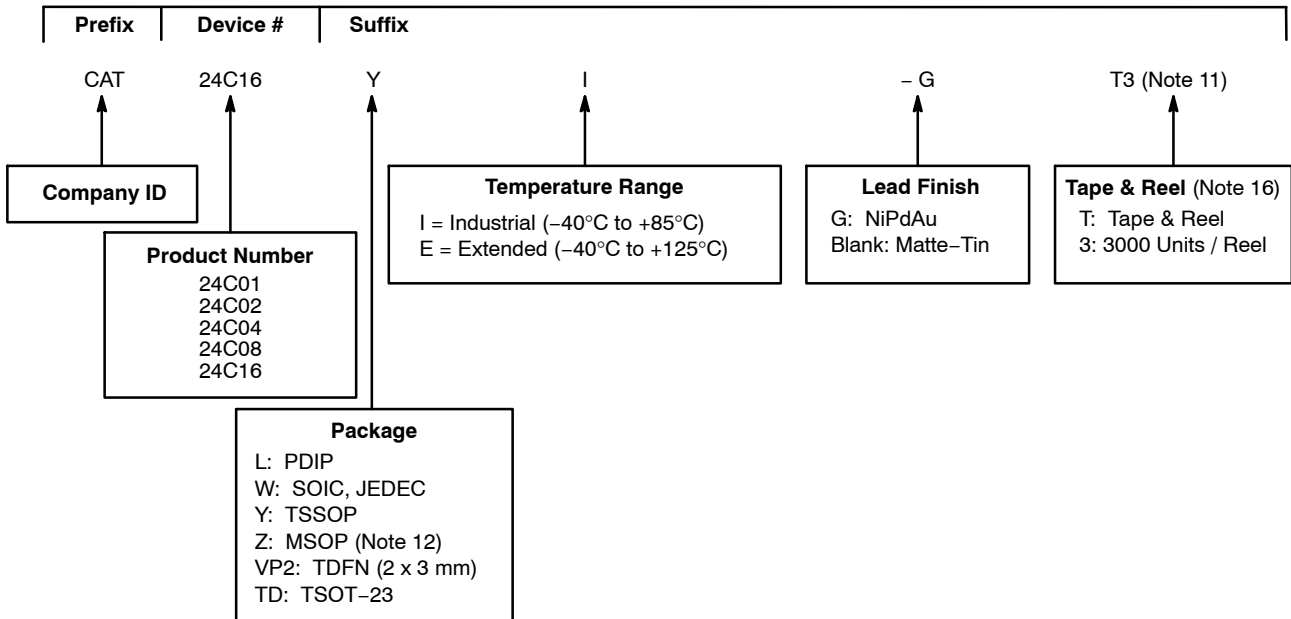 Prefix Device # Suffix
CAT 24C16 Y I – G T3 (Note 11)
Company ID
Product Number
24C01
24C02
24C04
24C08
24C16
Package
L: PDIP
W: SOIC, JEDEC
Y: TSSOP
Z: MSOP (Note 12)
VP2: TDFN (2 x 3 mm)
TD: TSOT–23
Temperature Range
I = Industrial (–40°C to +85°C)
E = Extended (–40°C to +125°C)
Lead Finish
G: NiPdAu
Blank: Matte–Tin
Tape & Reel (Note 16)
T: Tape & Reel
3: 3000 Units / Reel